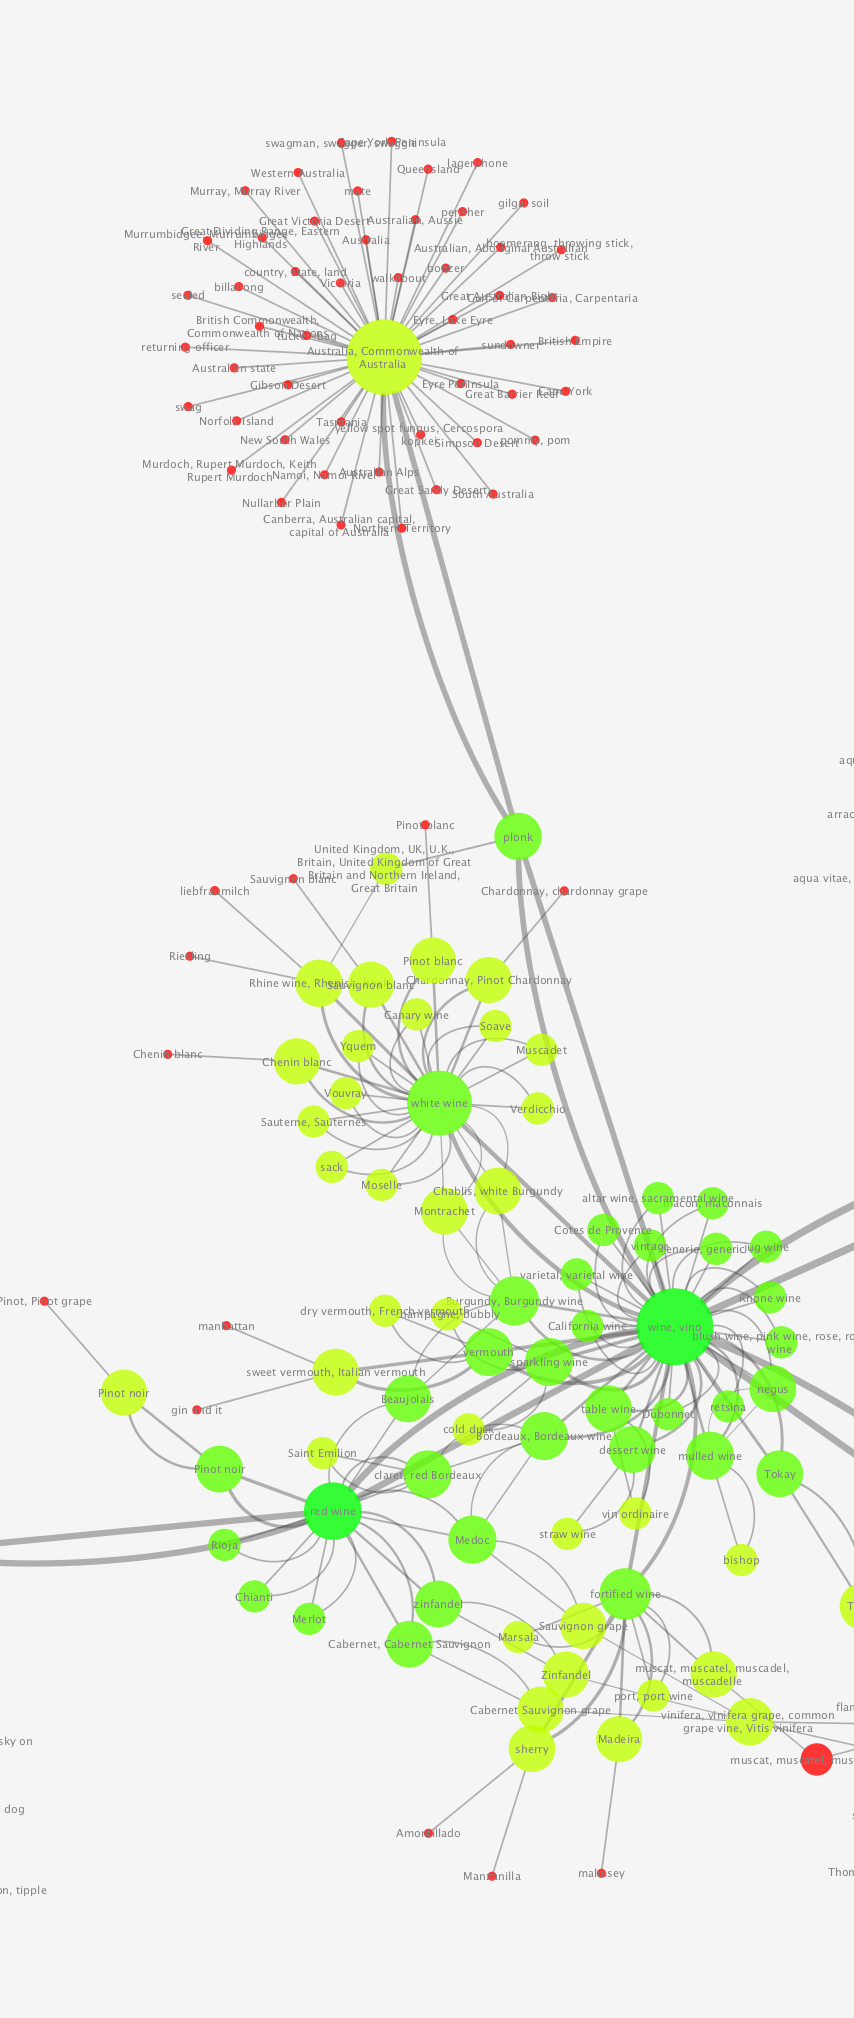 swagman, swagger, swaggie
Cape York Peninsula
lagerphone
Queensland
Western Australia
Murray, Murray River
mate
gilgai soil
pervher
Great Victoria Desert
Australian, Aussie
Murrumbidgee, Murrumbidgee
River
Great Dividing Range, Eastern
Highlands
Australia
Australian, Aboriginal Australian
boomerang, throwing stick,
throw stick
country, state, land
Victoria
walkabout
boozer
billabong
seeded
Great Australian Bight
Gulf of Carpentaria, Carpentaria
British Commonwealth,
Commonwealth of Nations
tucker-bag
Eyre, Lake Eyre
returning officer
Australia, Commonwealth of
Australia
sundowner
British Empire
Australian state
Gibson Desert
Eyre Peninsula
Great Barrier Reef
Cape York
swag
Norfolk Island
Tasmania
yellow spot fungus, Cercospora
kopkei
New South Wales
Simpson Desert
pommy, pom
Murdoch, Rupert Murdoch, Keith
Rupert Murdoch
Namoi, Namoi River
Australian Alps
Great Sandy Desert
South Australia
Nullarbor Plain
Canberra, Australian capital,
capital of Australia
Northern Territory
aqu
arrac
Pinot blanc
plonk
United Kingdom, UK, U.K.,
Britain, United Kingdom of Great
Britain and Northern Ireland,
Great Britain
aqua vitae,
Sauvignon blanc
liebfraumilch
Chardonnay, chardonnay grape
Riesling
Pinot blanc
Rhine wine, Rhenish
Sauvignon blanc
Chardonnay, Pinot Chardonnay
Canary wine
Soave
Yquem
Muscadet
Chenin blanc
Chenin blanc
Vouvray
white wine
Verdicchio
Sauterne, Sauternes
sack
Moselle
Chablis, white Burgundy
Montrachet
altar wine, sacramental wine
macon, maconnais
Cotes de Provence
vintage
generic, generic
jug wine
varietal, varietal wine
Rhone wine
Pinot, Pinot grape
Burgundy, Burgundy wine
dry vermouth, French vermouth
champagne, bubbly
manhattan
California wine
wine, vino
blush wine, pink wine, rose, ro
wine
vermouth
sparkling wine
sweet vermouth, Italian vermouth
Pinot noir
Beaujolais
negus
gin and it
table wine
Dubonnet
retsina
cold duck
Bordeaux, Bordeaux wine
dessert wine
mulled wine
Saint Emilion
Pinot noir
claret, red Bordeaux
Tokay
red wine
vin ordinaire
straw wine
Medoc
Rioja
bishop
fortified wine
Chianti
zinfandel
T
Merlot
Sauvignon grape
Marsala
Cabernet, Cabernet Sauvignon
Zinfandel
muscat, muscatel, muscadel,
muscadelle
port, port wine
Cabernet Sauvignon grape
vinifera, vinifera grape, common
grape vine, Vitis vinifera
flan
sky on
sherry
Madeira
muscat, muscatel, musc
dog
Amontillado
Manzanilla
malmsey
Thom
on, tipple